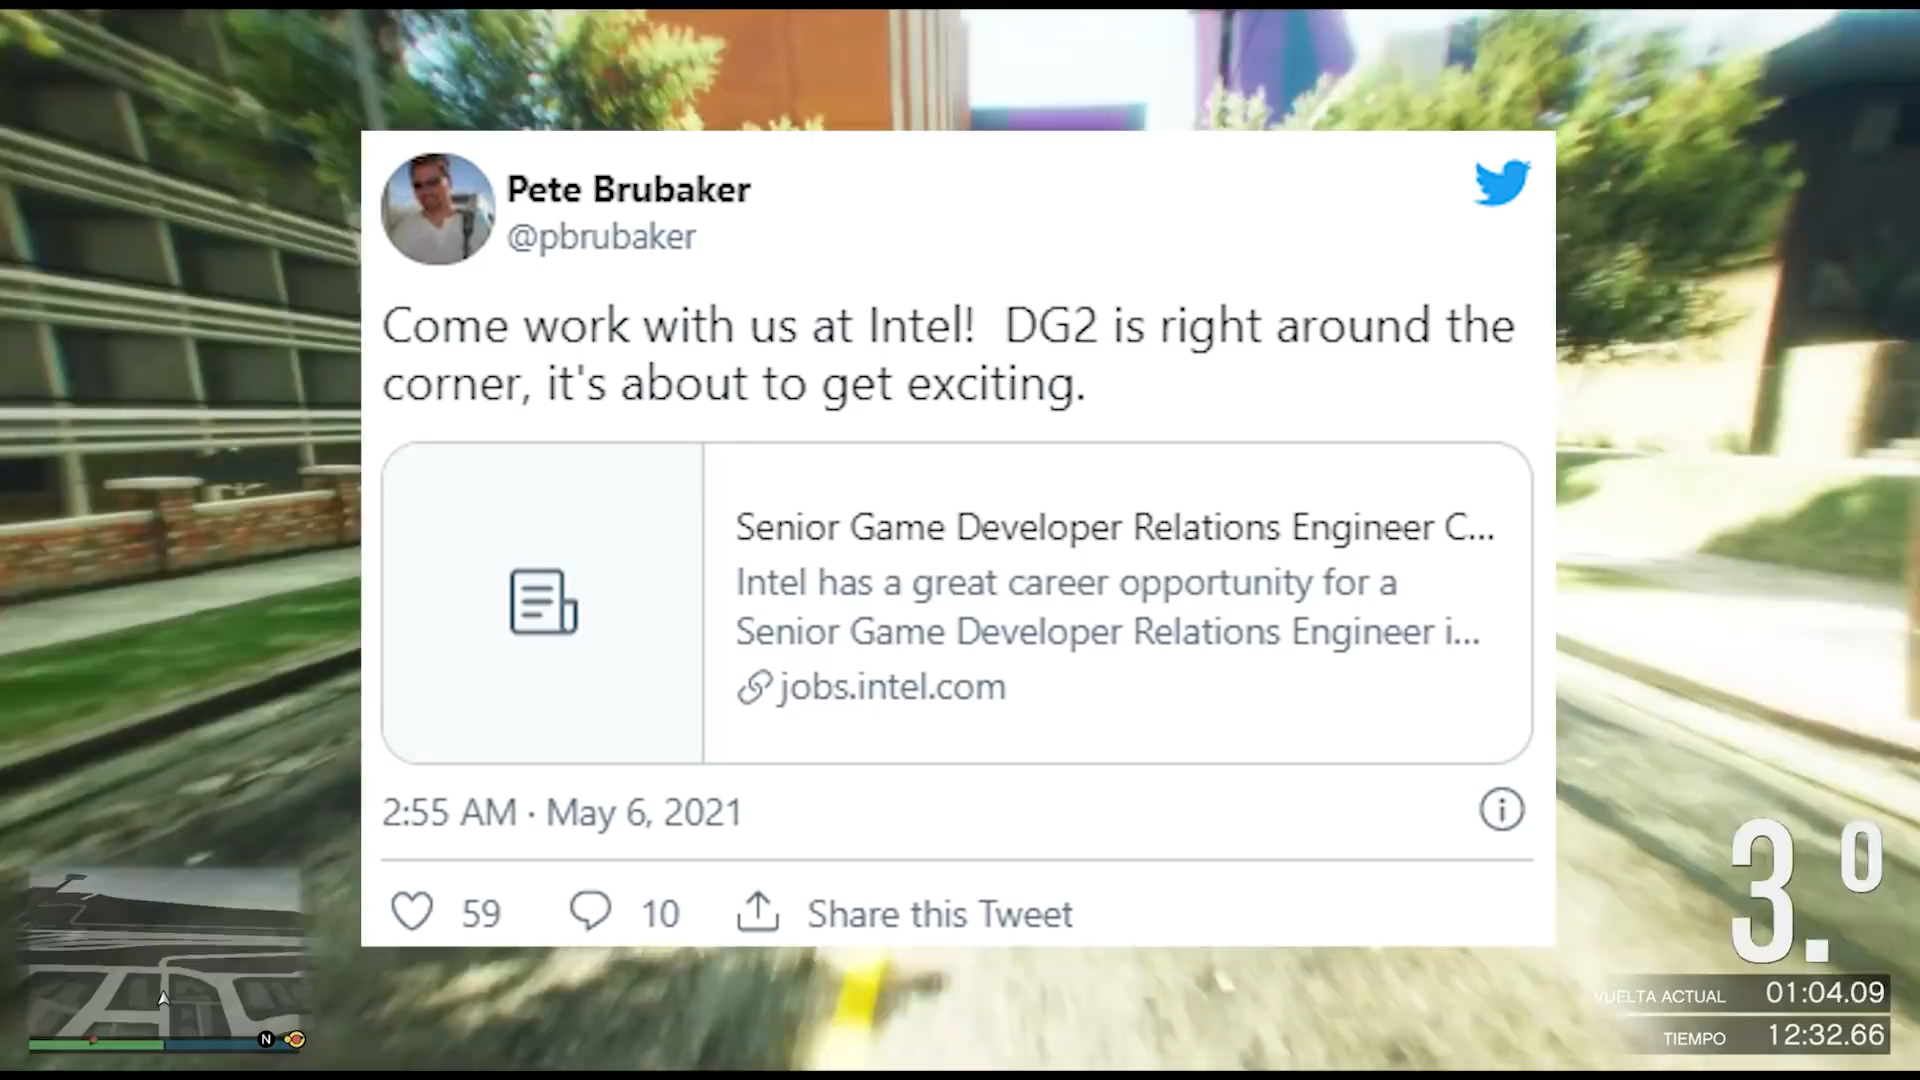 Pete Brubaker
@pbrubaker
Come work with us at Intel!  DG2 is right around the
corner, it's about to get exciting.
Senior Game Developer Relations Engineer C...
Intel has a great career opportunity for a
Senior Game Developer Relations Engineer i...
jobs.intel.com
2:55 AM · May 6, 2021
59
10
Share this Tweet
3.º
VUELTA ACTUAL 01:04.09
TIEMPO 12:32.66
N